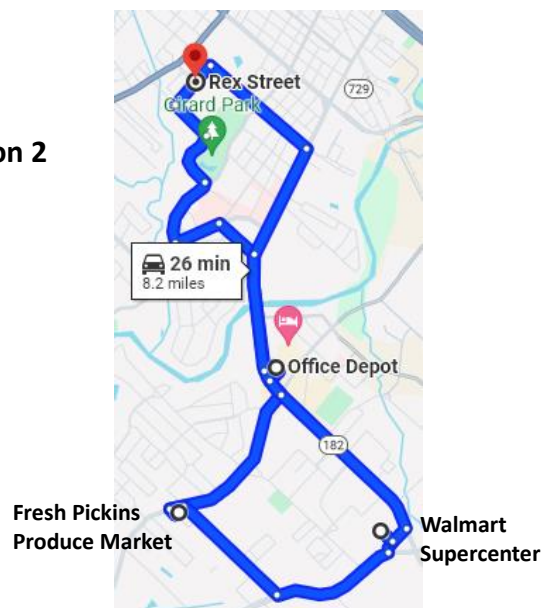 Rex Street
729
Girard Park
on 2
26 min
8.2 miles
Office Depot
182
Fresh Pickins
Produce Market
Walmart
Supercenter